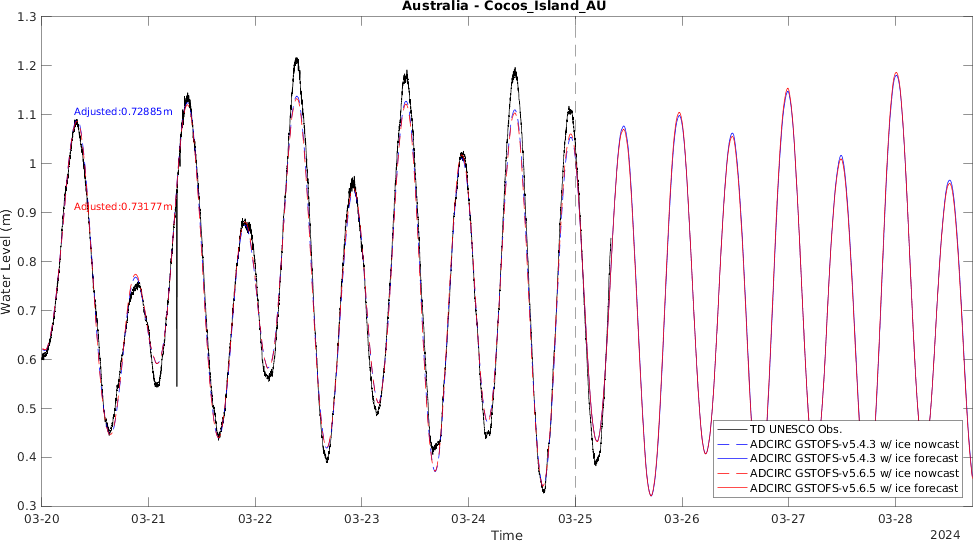 Australia - Cocos_Island_AU
1.3
1.2
1.1
1
0.9
0.8
0.7
0.6
0.5
0.4
0.3
Water Level (m)
Adjusted:0.72885m
Adjusted:0.73177m
TD UNESCO Obs.
ADCIRC GSTOFS-v5.4.3 w/ ice nowcast
ADCIRC GSTOFS-v5.4.3 w/ ice forecast
ADCIRC GSTOFS-v5.6.5 w/ ice nowcast
ADCIRC GSTOFS-v5.6.5 w/ ice forecast
03-20 03-21 03-22 03-23 03-24 03-25 03-26 03-27 03-28
Time
2024